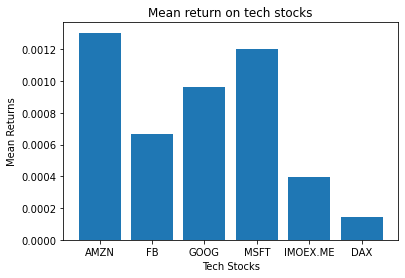 Mean return on tech stocks
Mean Returns
0.0012
0.0010
0.0008
0.0006
0.0004
0.0002
0.0000
AMZN FB GOOG MSFT IMOEX.ME DAX
Tech Stocks